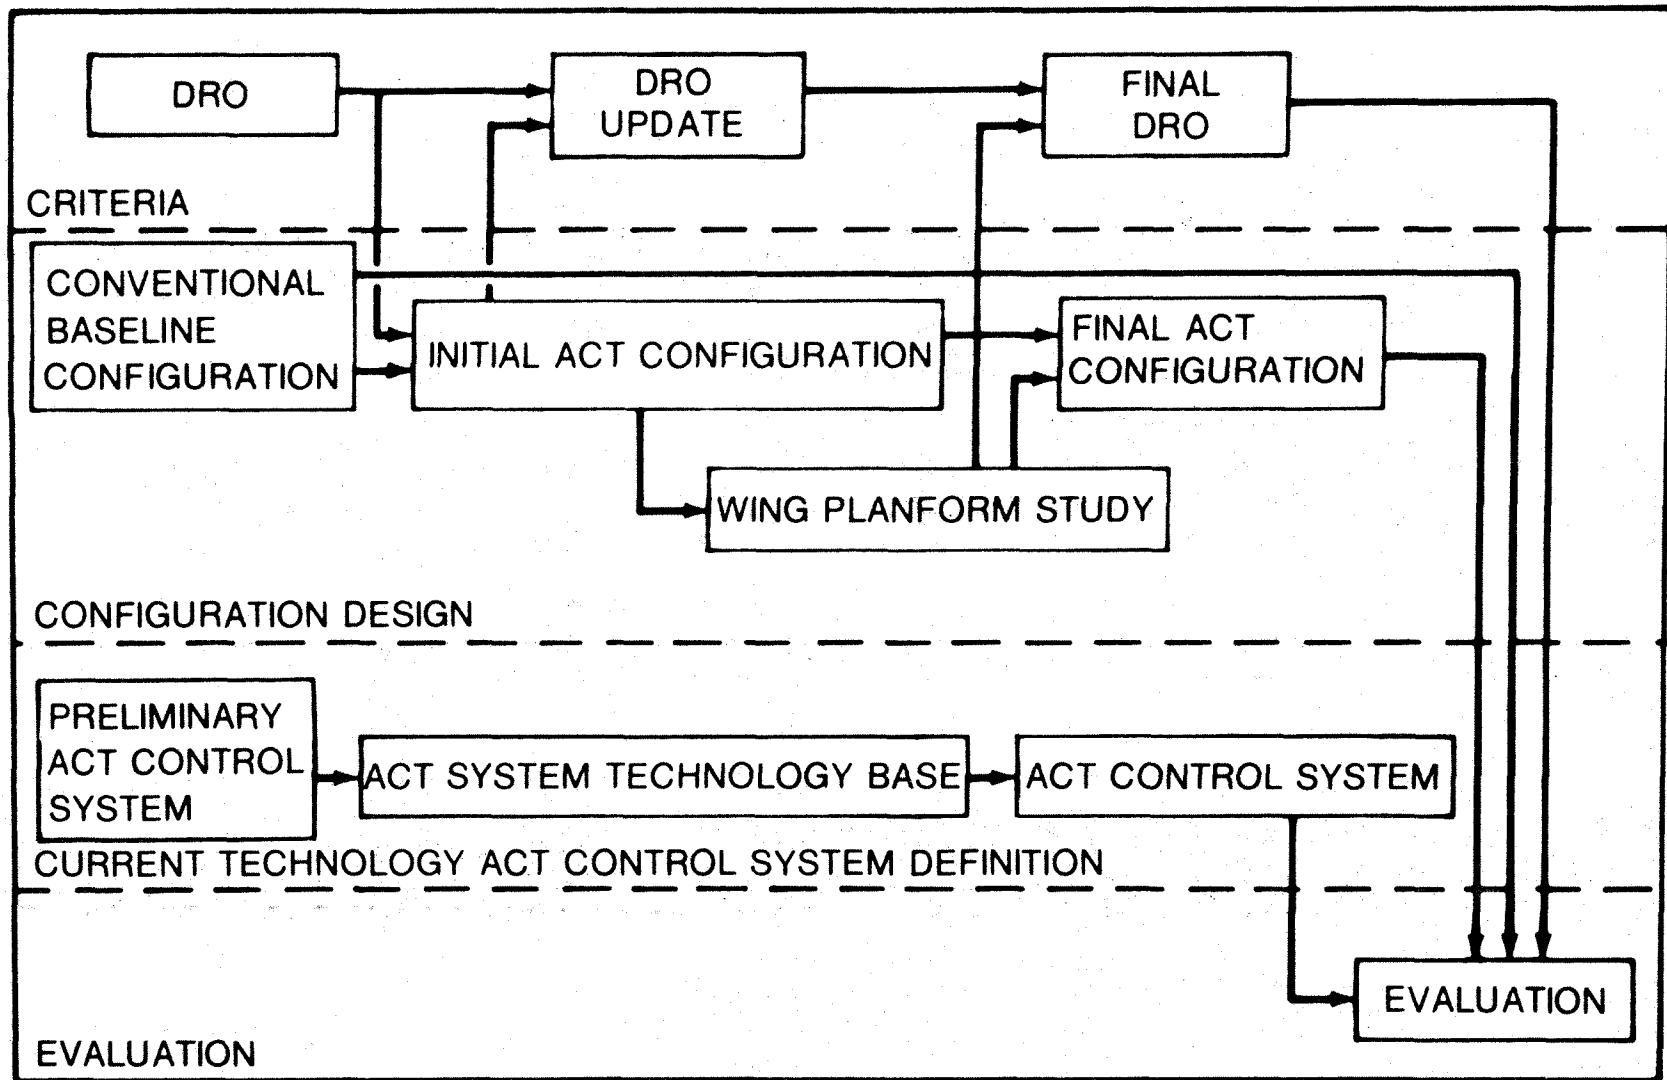 DRO
DRO
UPDATE
FINAL
DRO
CRITERIA
CONVENTIONAL
BASELINE
CONFIGURATION
INITIAL ACT CONFIGURATION
FINAL ACT
CONFIGURATION
WING PLANFORM STUDY
CONFIGURATION DESIGN
PRELIMINARY
ACT CONTROL
SYSTEM
ACT SYSTEM TECHNOLOGY BASE
ACT CONTROL SYSTEM
CURRENT TECHNOLOGY ACT CONTROL SYSTEM DEFINITION
EVALUATION
EVALUATION